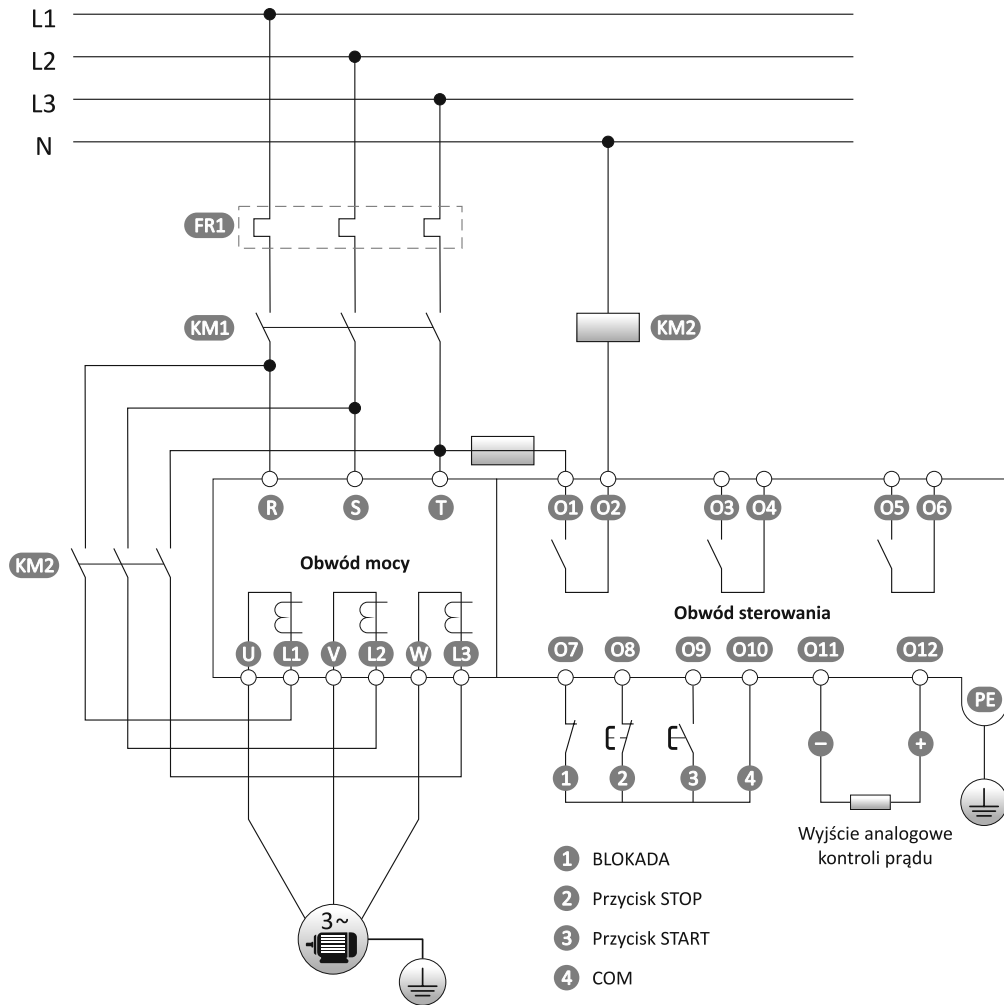 L1
L2
L3
N
FR1
KM1
KM2
R
S
T
O1
O2
O3
O4
O5
O6
KM2
Obwód mocy
Obwód sterowania
U
L1
V
L2
W
L3
O7
O8
O9
O10
O11
O12
PE
−
+
1
2
3
4
Wyjście analogowe
kontroli prądu
1 BLOKADA
2 Przycisk STOP
3 Przycisk START
4 COM
3~